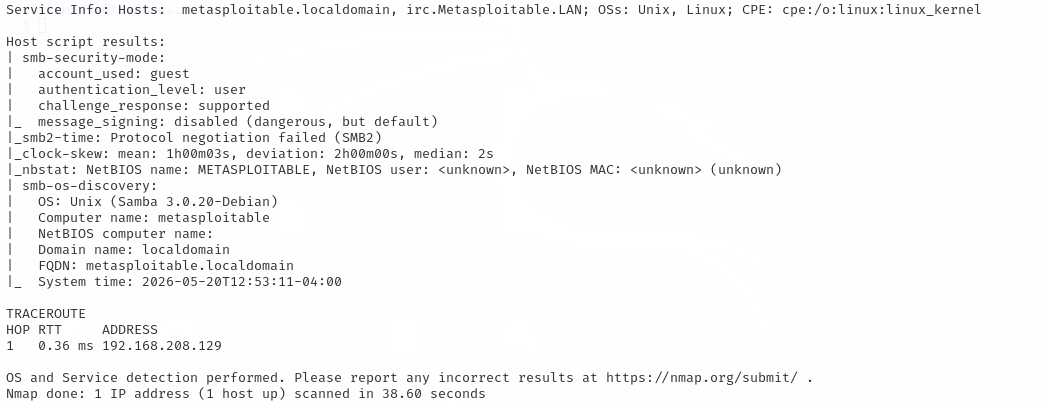 Service Info: Hosts:  metasploitable.localdomain, irc.Metasploitable.LAN; OSs: Unix, Linux; CPE: cpe:/o:linux:linux_kernel

Host script results:
| smb-security-mode:
|   account_used: guest
|   authentication_level: user
|   challenge_response: supported
|_  message_signing: disabled (dangerous, but default)
|_smb2-time: Protocol negotiation failed (SMB2)
|_clock-skew: mean: 1h00m03s, deviation: 2h00m00s, median: 2s
|_nbstat: NetBIOS name: METASPLOITABLE, NetBIOS user: <unknown>, NetBIOS MAC: <unknown> (unknown)
| smb-os-discovery:
|   OS: Unix (Samba 3.0.20-Debian)
|   Computer name: metasploitable
|   NetBIOS computer name:
|   Domain name: localdomain
|   FQDN: metasploitable.localdomain
|_  System time: 2026-05-20T12:53:11-04:00

TRACEROUTE
HOP RTT     ADDRESS
1   0.36 ms 192.168.208.129

OS and Service detection performed. Please report any incorrect results at https://nmap.org/submit/ .
Nmap done: 1 IP address (1 host up) scanned in 38.60 seconds